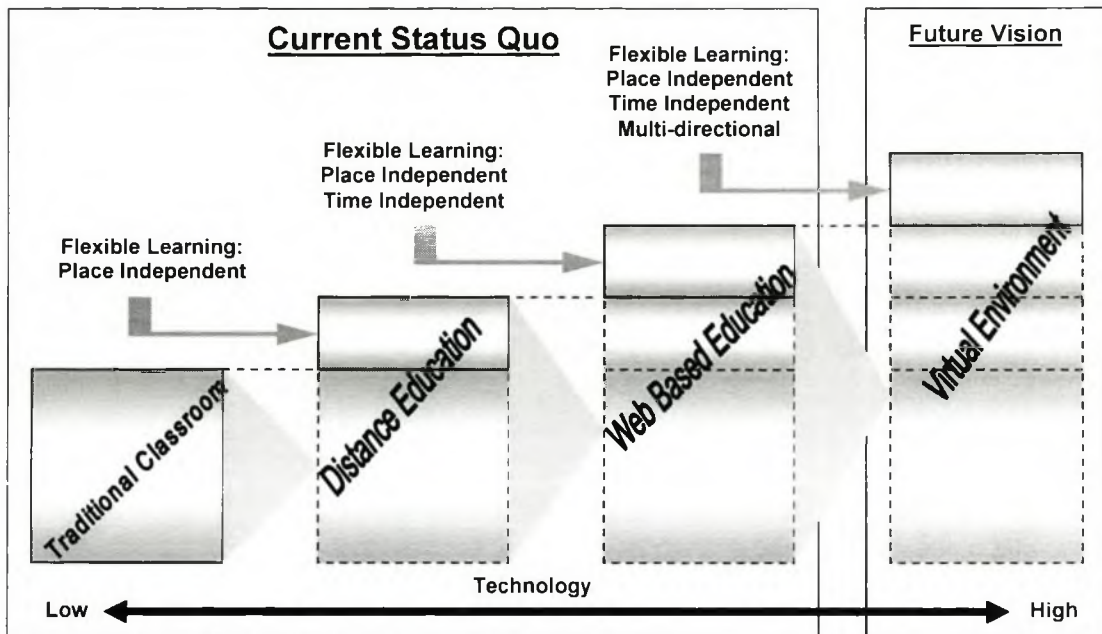 Current Status Quo
Future Vision
Flexible Learning:
Place Independent
Time Independent
Multi-directional
Flexible Learning:
Place Independent
Time Independent
Flexible Learning:
Place Independent
Traditional Classroom
Distance Education
Web Based Education
Virtual Environment
Technology
Low
High